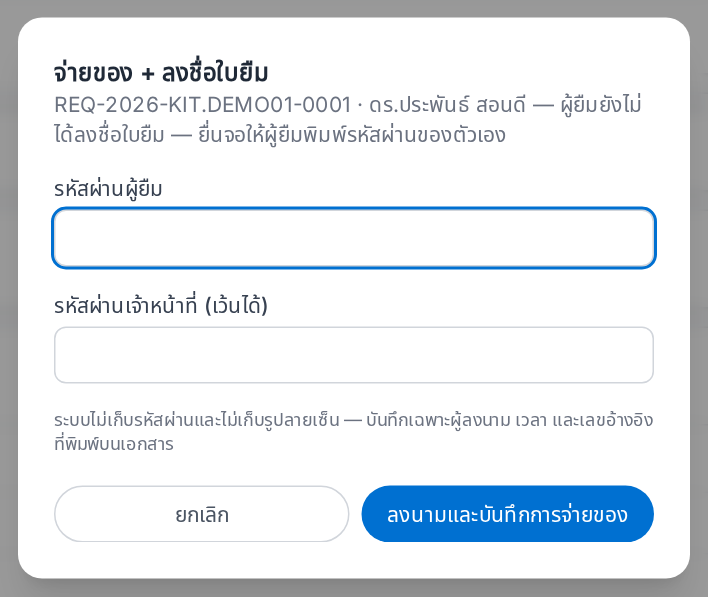 จ่ายของ + ลงชื่อใบยืม
REQ-2026-KIT.DEMO01-0001 · ดร.ประพันธ์ สอนดี — ผู้ยืมยังไม่
ได้ลงชื่อใบยืม — ยื่นจอให้ผู้ยืมพิมพ์รหัสผ่านของตัวเอง
รหัสผ่านผู้ยืม
รหัสผ่านเจ้าหน้าที่ (เว้นได้)
ระบบไม่เก็บรหัสผ่านและไม่เก็บรูปลายเซ็น — บันทึกเฉพาะผู้ลงนาม เวลา และเลขอ้างอิง
ที่พิมพ์บนเอกสาร
ยกเลิก
ลงนามและบันทึกการจ่ายของ